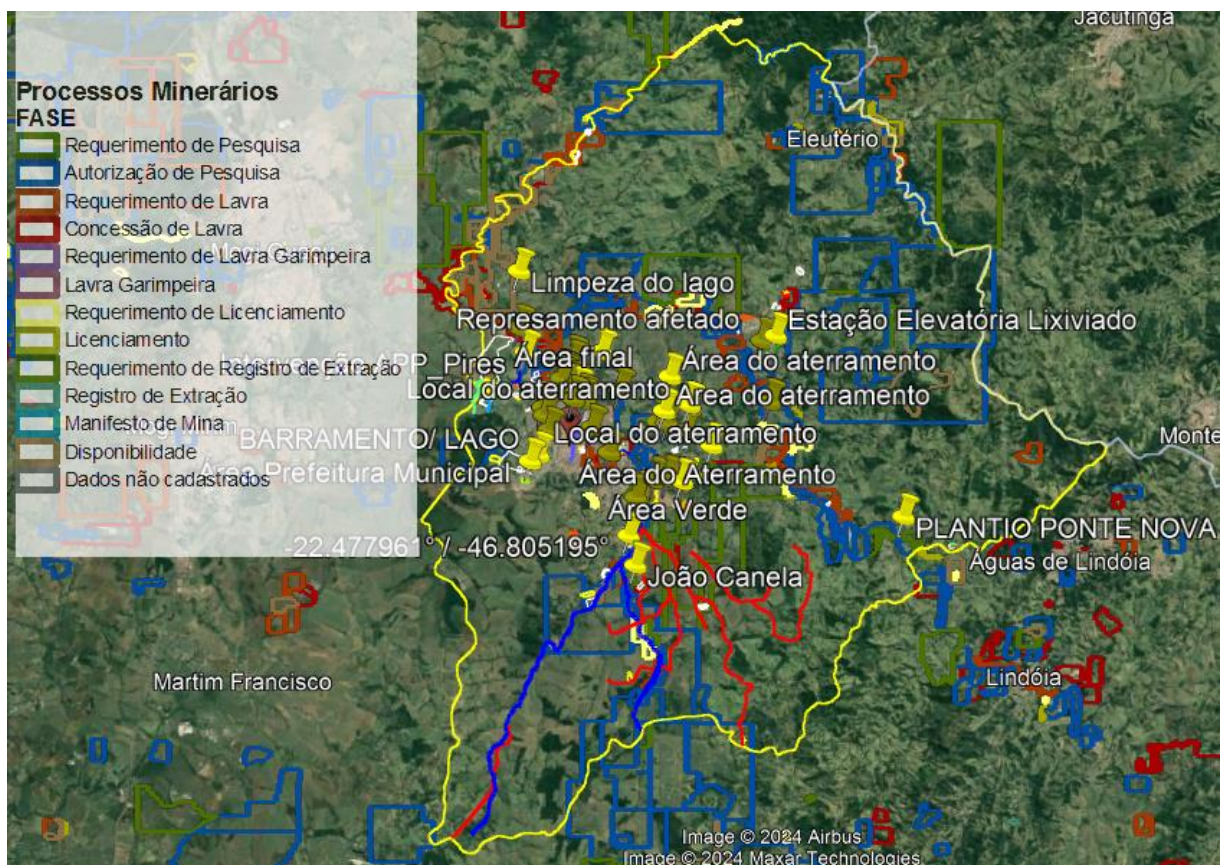 Jacutinga
Processos Minerários
FASE
Requerimento de Pesquisa
Autorização de Pesquisa
Requerimento de Lavra
Concessão de Lavra
Requerimento de Lavra Garimpeira
Lavra Garimpeira
Requerimento de Licenciamento
Licenciamento
Requerimento de Registro de Extração
Registro de Extração
Manifesto de Mina
Disponibilidade
Dados não cadastrados
Eleutério
Limpeza do lago
Represamento afetado
Estação Elevatória Lixiviado
Intervenção APP_Pires
Área final
Área do aterramento
Local do aterramento
Área do aterramento
BARRAMENTO/ LAGO
Local do aterramento
Monte
Área Prefeitura Municipal
Área do Aterramento
Área Verde
PLANTIO PONTE NOVA
-22.477961° / -46.805195°
Águas de Lindóia
João Canela
Martim Francisco
Lindóia
Image © 2024 Airbus
Image © 2024 Maxar Technologies